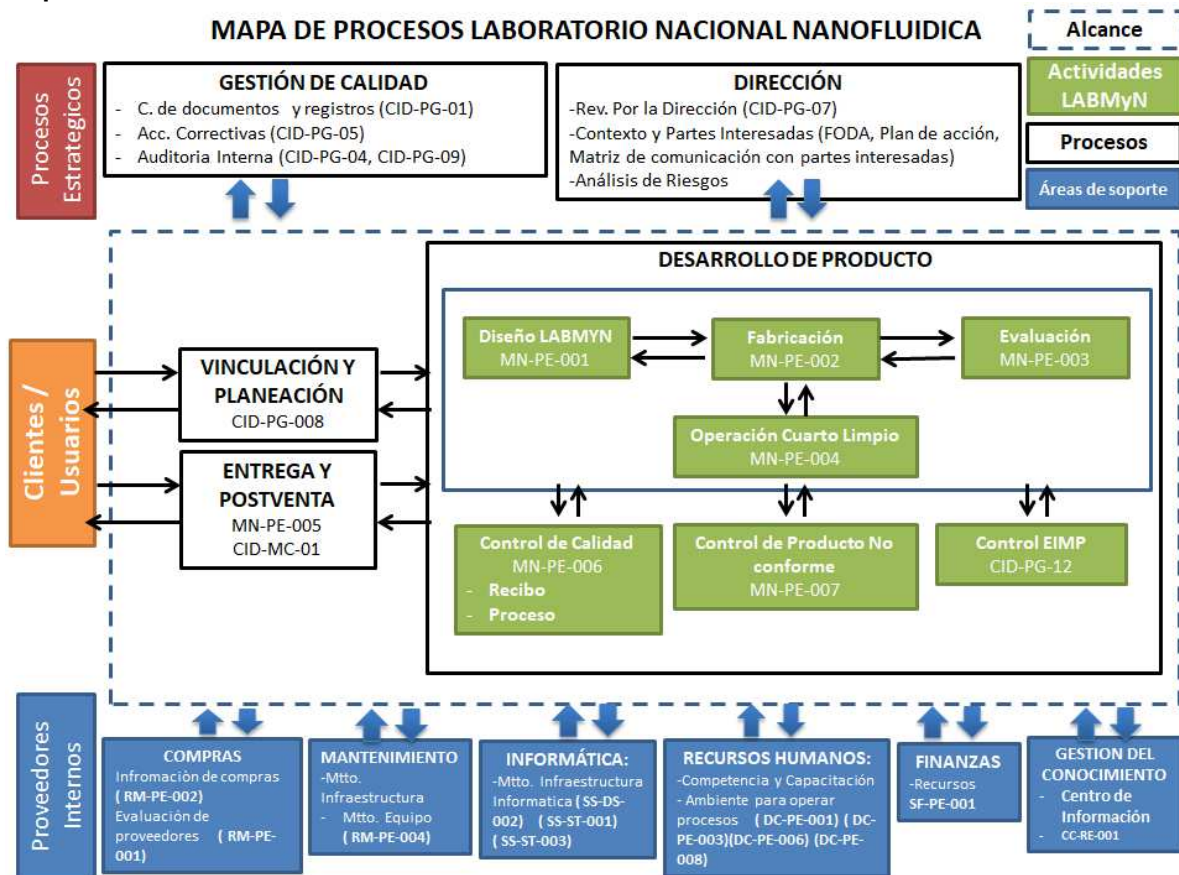 MAPA DE PROCESOS LABORATORIO NACIONAL NANOFLUIDICA
Alcance
Actividades
LABMyN
Procesos
Áreas de soporte
Procesos
Estrategicos
GESTIÓN DE CALIDAD
- C. de documentos y registros (CID-PG-01)
- Acc. Correctivas (CID-PG-05)
- Auditoria Interna (CID-PG-04, CID-PG-09)
DIRECCIÓN
-Rev. Por la Dirección (CID-PG-07)
-Contexto y Partes Interesadas (FODA, Plan de acción,
Matriz de comunicación con partes interesadas)
-Análisis de Riesgos
Clientes /
Usuarios
VINCULACIÓN Y
PLANEACIÓN
CID-PG-008
ENTREGA Y
POSTVENTA
MN-PE-005
CID-MC-01
DESARROLLO DE PRODUCTO
Diseño LABMYN
MN-PE-001
Fabricación
MN-PE-002
Evaluación
MN-PE-003
Operación Cuarto Limpio
MN-PE-004
Control de Calidad
MN-PE-006
- Recibo
- Proceso
Control de Producto No
conforme
MN-PE-007
Control EIMP
CID-PG-12
Proveedores
Internos
COMPRAS
Infromaciòn de compras
( RM-PE-002)
Evaluación de
proveedores ( RM-PE-
001)
MANTENIMIENTO
-Mtto.
Infraestructura
- Mtto. Equipo
( RM-PE-004)
INFORMÁTICA:
-Mtto. Infraestructura
Informatica ( SS-DS-
002) ( SS-ST-001)
( SS-ST-003)
RECURSOS HUMANOS:
-Competencia y Capacitación
- Ambiente para operar
procesos ( DC-PE-001) ( DC-
PE-003)(DC-PE-006) (DC-PE-
008)
FINANZAS
-Recursos
SF-PE-001
GESTION DEL
CONOCIMIENTO
- Centro de
Información
- CC-RE-001